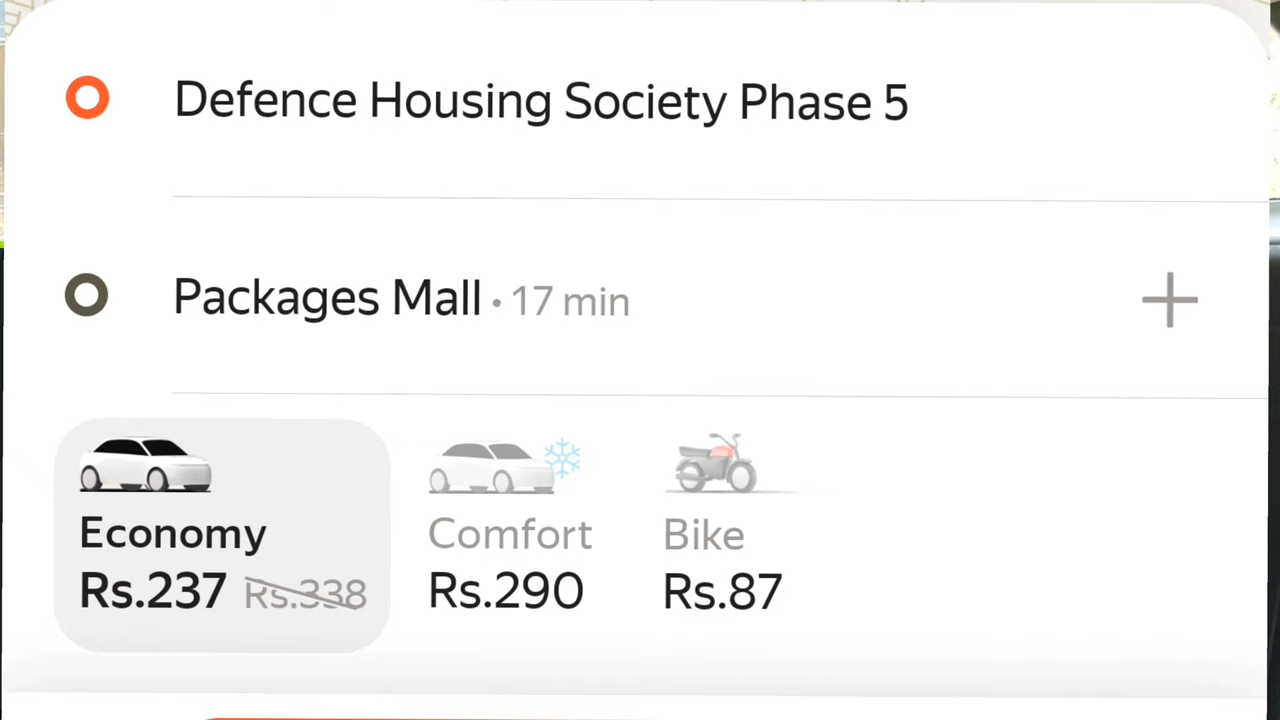 Defence Housing Society Phase 5
Packages Mall • 17 min
Economy
Rs.237 Rs.338
Comfort
Rs.290
Bike
Rs.87